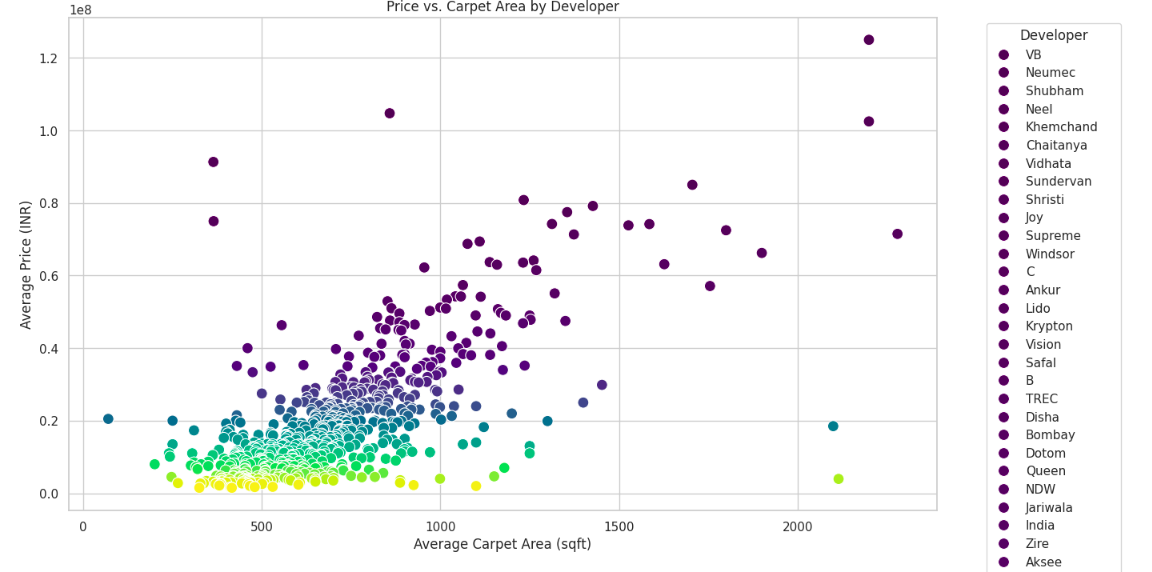 Price vs. Carpet Area by Developer
1e8
1.2
1.0
0.8
0.6
0.4
0.2
0.0
Average Price (INR)
0 500 1000 1500 2000
Average Carpet Area (sqft)
Developer
VB
Neumec
Shubham
Neel
Khemchand
Chaitanya
Vidhata
Sundervan
Shristi
Joy
Supreme
Windsor
C
Ankur
Lido
Krypton
Vision
Safal
B
TREC
Disha
Bombay
Dotom
Queen
NDW
Jariwala
India
Zire
Aksee